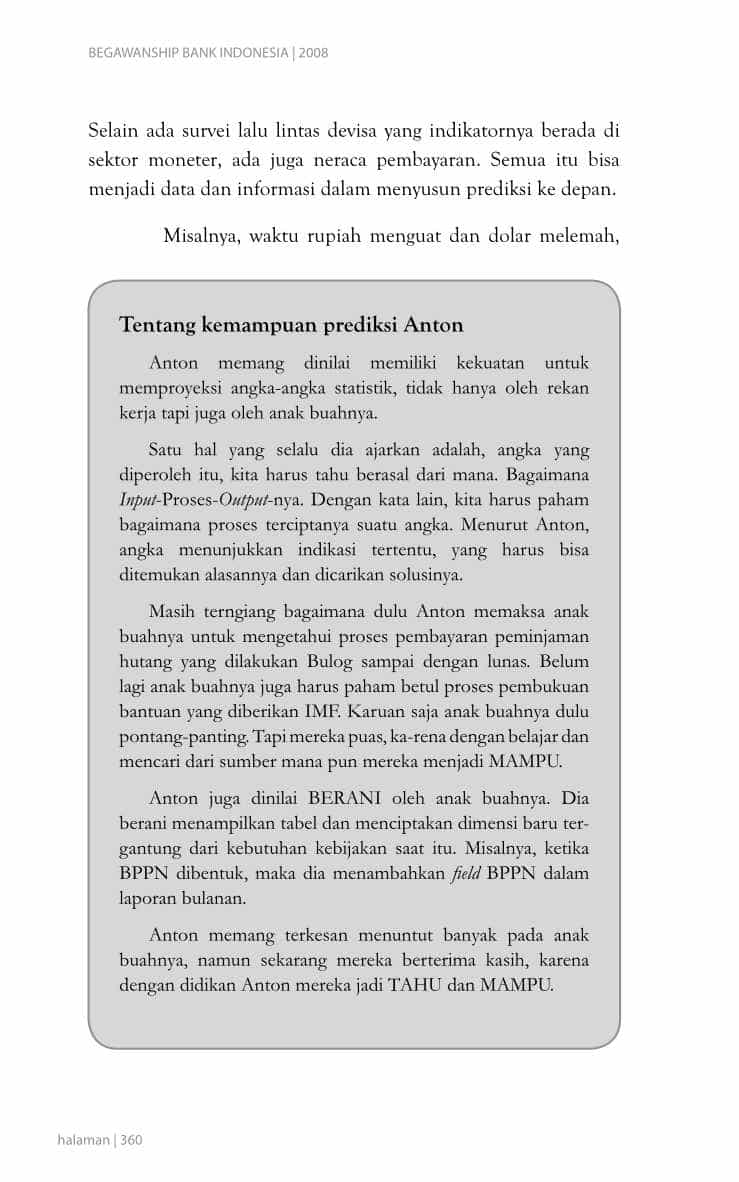 BEGAWANSHIP BANK INDONESIA | 2008
Selain ada survei lalu lintas devisa yang indikatornya berada di
sektor moneter, ada juga neraca pembayaran. Semua itu bisa
menjadi data dan informasi dalam menyusun prediksi ke depan.
Misalnya, waktu rupiah menguat dan dolar melemah,
Tentang kemampuan prediksi Anton
Anton memang dinilai memiliki kekuatan untuk
memproyeksi angka-angka statistik, tidak hanya oleh rekan
kerja tapi juga oleh anak buahnya.
Satu hal yang selalu dia ajarkan adalah, angka yang
diperoleh itu, kita harus tahu berasal dari mana. Bagaimana
Input-Proses-Output-nya. Dengan kata lain, kita harus paham
bagaimana proses terciptanya suatu angka. Menurut Anton,
angka menunjukkan indikasi tertentu, yang harus bisa
ditemukan alasannya dan dicarikan solusinya.
Masih terngiang bagaimana dulu Anton memaksa anak
buahnya untuk mengetahui proses pembayaran peminjaman
hutang yang dilakukan Bulog sampai dengan lunas. Belum
lagi anak buahnya juga harus paham betul proses pembukuan
bantuan yang diberikan IMF. Karuan saja anak buahnya dulu
pontang-panting. Tapi mereka puas, ka-rena dengan belajar dan
mencari dari sumber mana pun mereka menjadi MAMPU.
Anton juga dinilai BERANI oleh anak buahnya. Dia
berani menampilkan tabel dan menciptakan dimensi baru ter-
gantung dari kebutuhan kebijakan saat itu. Misalnya, ketika
BPPN dibentuk, maka dia menambahkan field BPPN dalam
laporan bulanan.
Anton memang terkesan menuntut banyak pada anak
buahnya, namun sekarang mereka berterima kasih, karena
dengan didikan Anton mereka jadi TAHU dan MAMPU.
halaman | 360